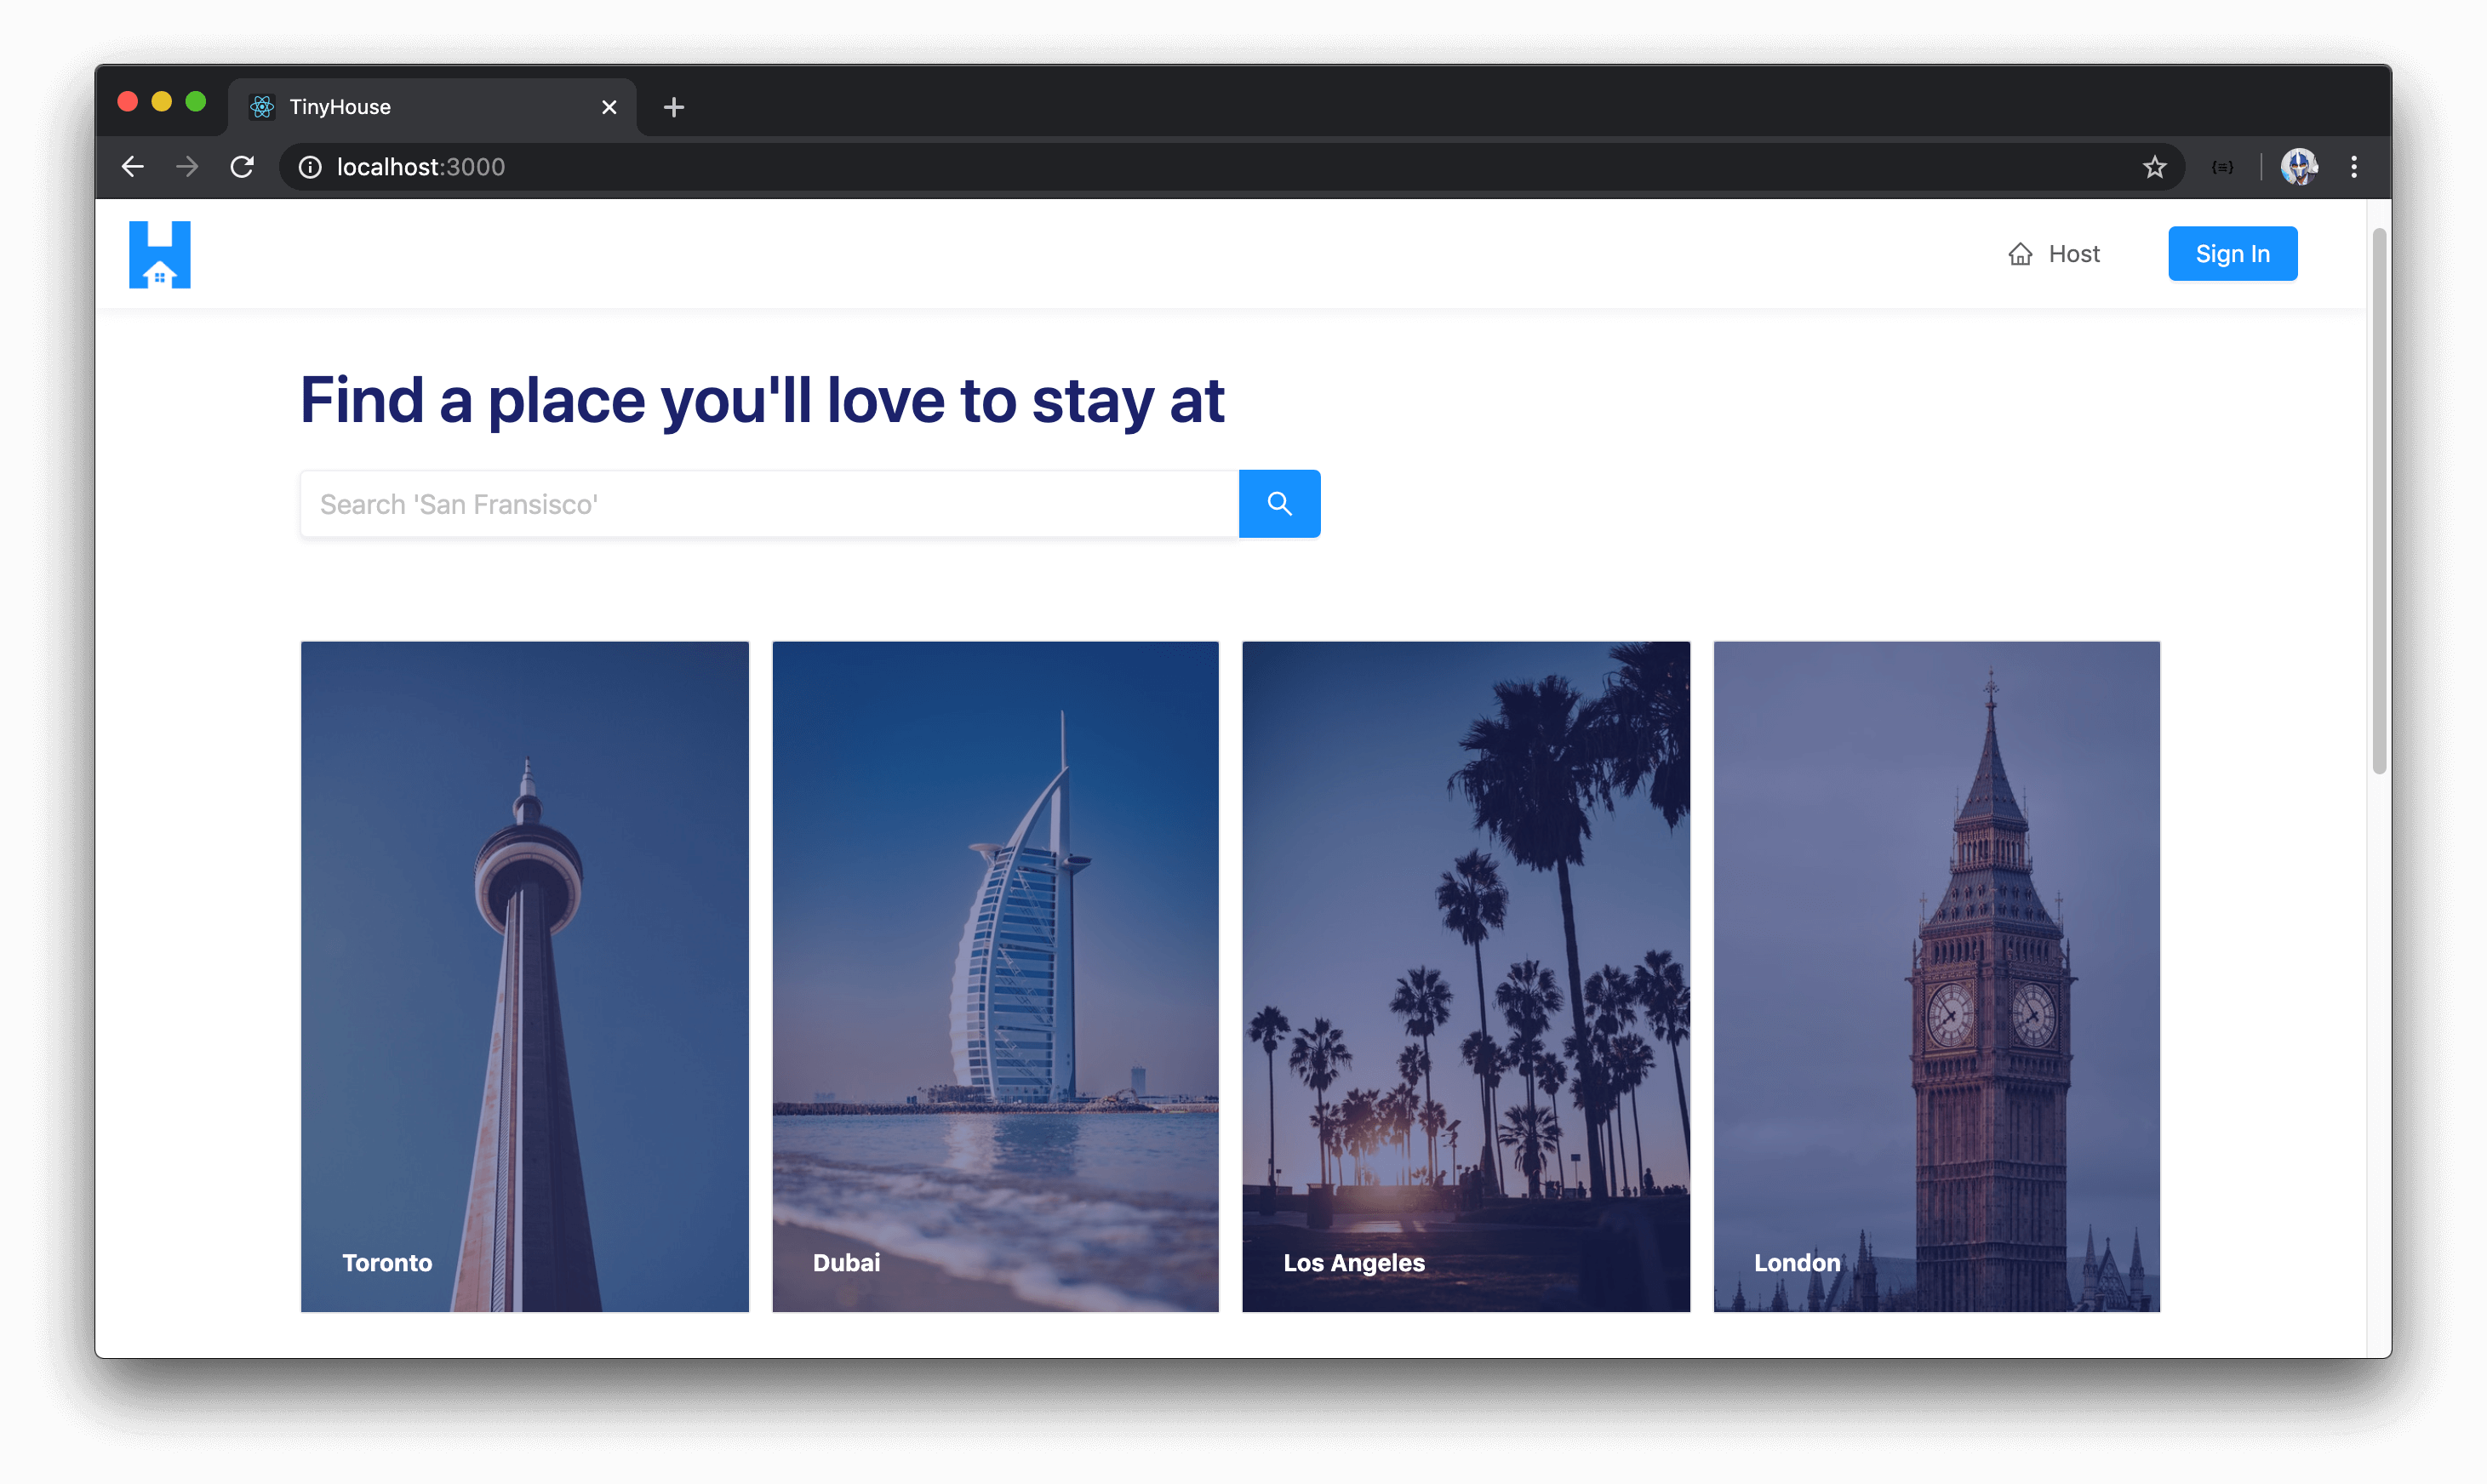 TinyHouse
localhost:3000
Host
Sign In
Find a place you'll love to stay at
Search 'San Fransisco'
Toronto
Dubai
Los Angeles
London